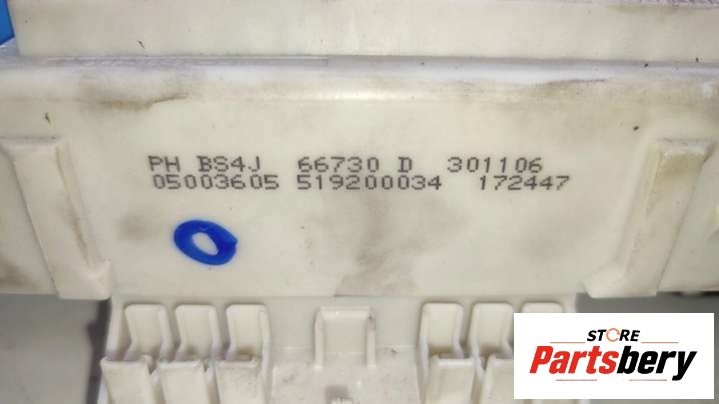 PH BS4J 66730 D 301106
05003605 519200034 172447
STORE
Partsbery